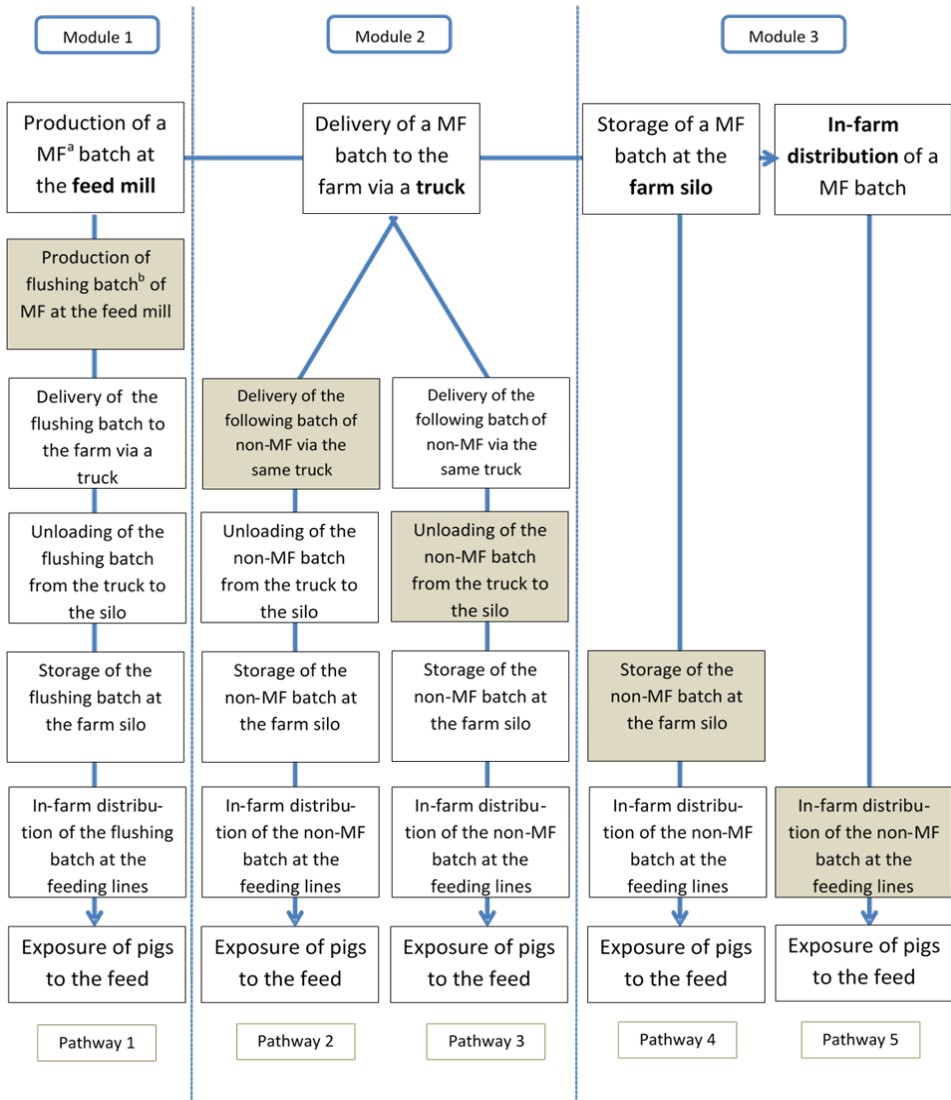 Module 1
Module 2
Module 3
Production of a
MFa batch at
the feed mill
Delivery of a MF
batch to the
farm via a truck
Storage of a MF
batch at the
farm silo
In-farm
distribution of a
MF batch
Production of
flushing batchb of
MF at the feed mill
Delivery of the
flushing batch to
the farm via a
truck
Delivery of the
following batch of
non-MF via the
same truck
Delivery of the
following batch of
non-MF via the
same truck
Unloading of the
flushing batch
from the truck to
the silo
Unloading of the
non-MF batch
from the truck to
the silo
Unloading of the
non-MF batch
from the truck to
the silo
Storage of the
flushing batch at
the farm silo
Storage of the
non-MF batch at
the farm silo
Storage of the
non-MF batch at
the farm silo
Storage of the
non-MF batch at
the farm silo
In-farm distribu-
tion of the flushing
batch at the
feeding lines
In-farm distribu-
tion of the non-MF
batch at the
feeding lines
In-farm distribu-
tion of the non-MF
batch at the
feeding lines
In-farm distribu-
tion of the non-MF
batch at the
feeding lines
In-farm distribu-
tion of the non-MF
batch at the
feeding lines
Exposure of pigs
to the feed
Exposure of pigs
to the feed
Exposure of pigs
to the feed
Exposure of pigs
to the feed
Exposure of pigs
to the feed
Pathway 1
Pathway 2
Pathway 3
Pathway 4
Pathway 5